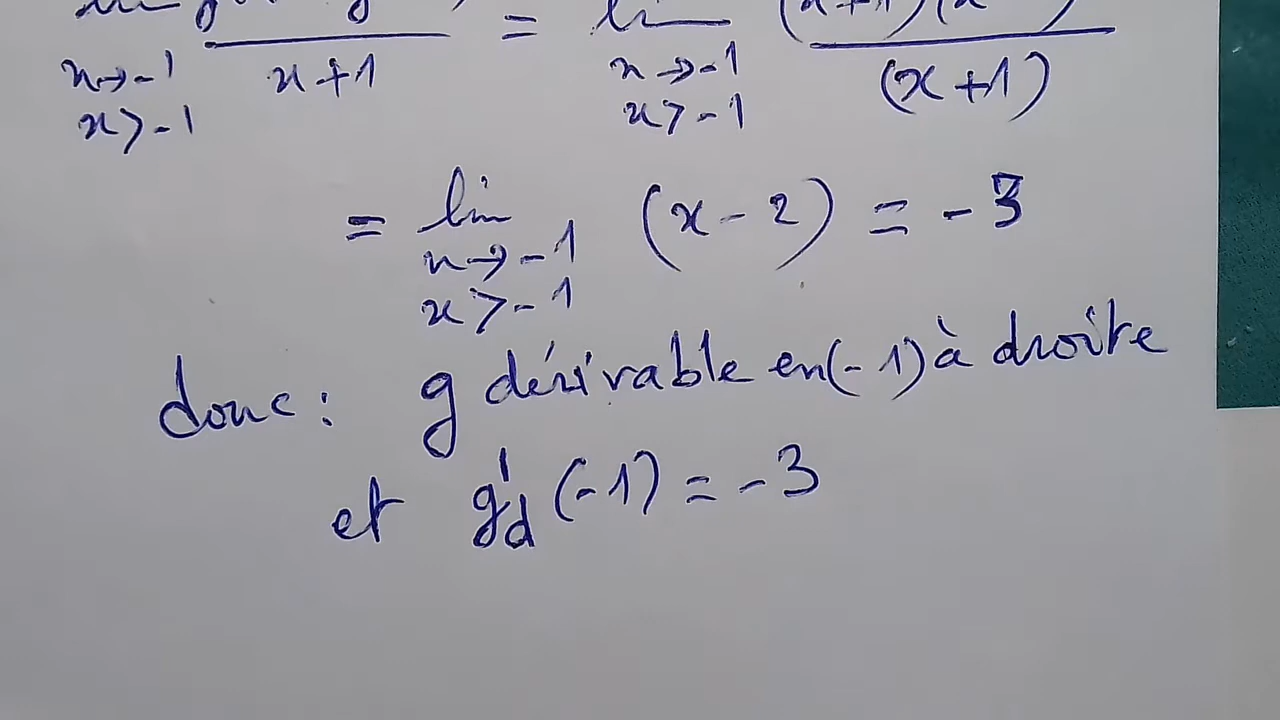 x+1 = lim (x+1)(x
x→-1 x→-1 (x+1)
x>-1 x>-1
= lim (x-2) = -3
x→-1
x>-1
donc : g dérivable en(-1) à droite
et g'd (-1) = -3